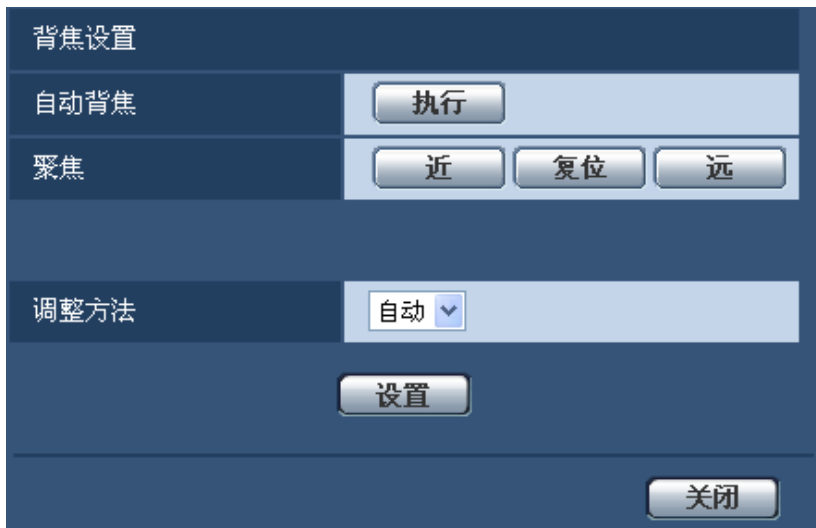 背焦设置
自动背焦 执行
聚焦 近 复位 远
调整方法 自动
设置
关闭